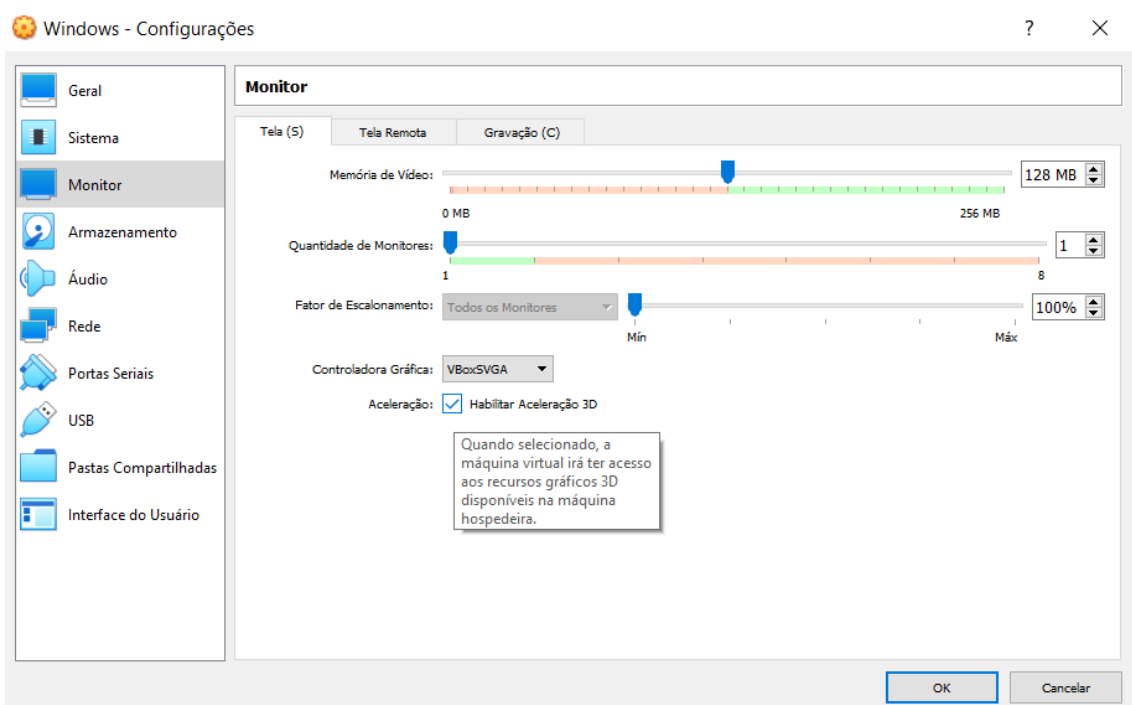 Windows - Configurações
?
Geral
Sistema
Monitor
Armazenamento
Áudio
Rede
Portas Seriais
USB
Pastas Compartilhadas
Interface do Usuário
Monitor
Tela (S) Tela Remota Gravação (C)
Memória de Vídeo: 128 MB
0 MB 256 MB
Quantidade de Monitores: 1
1 8
Fator de Escalonamento: Todos os Monitores 100%
Mín Máx
Controladora Gráfica: VBoxSVGA
Aceleração: Habilitar Aceleração 3D
Quando selecionado, a
máquina virtual irá ter acesso
aos recursos gráficos 3D
disponíveis na máquina
hospedeira.
OK Cancelar